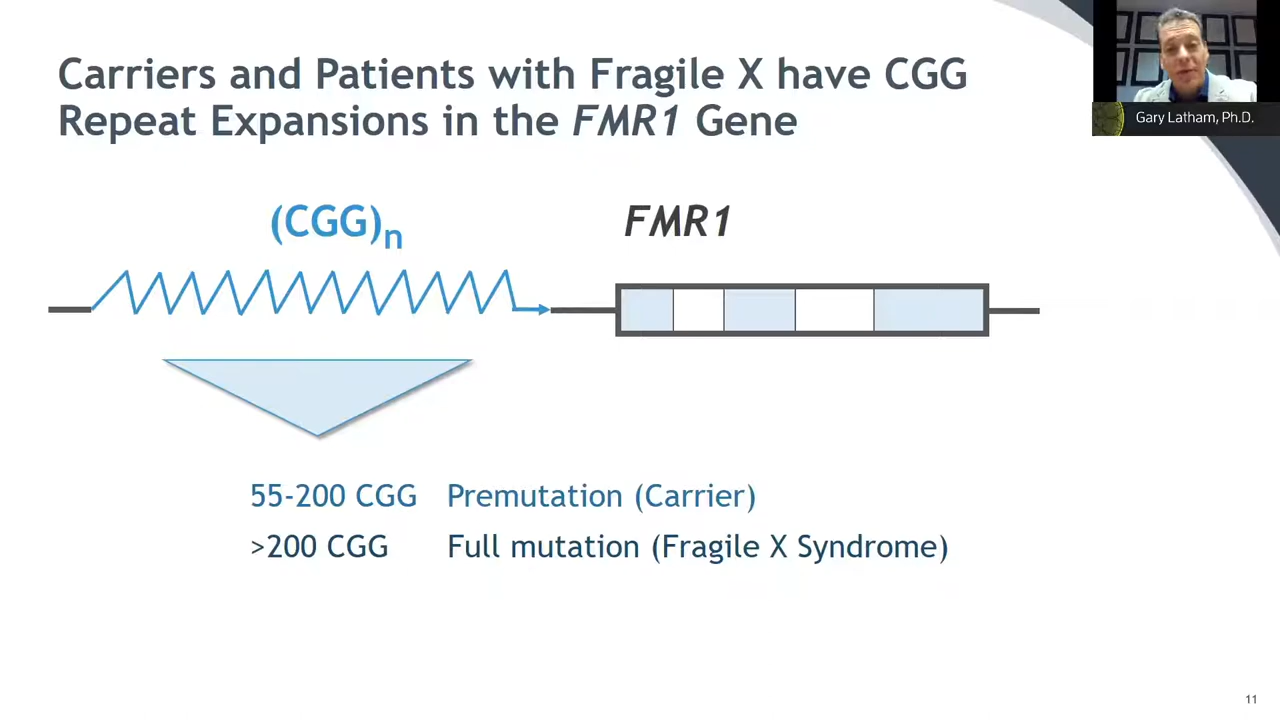 Carriers and Patients with Fragile X have CGG
Repeat Expansions in the FMR1 Gene
Gary Latham, Ph.D.
(CGG)n
FMR1
55-200 CGG Premutation (Carrier)
>200 CGG Full mutation (Fragile X Syndrome)
11